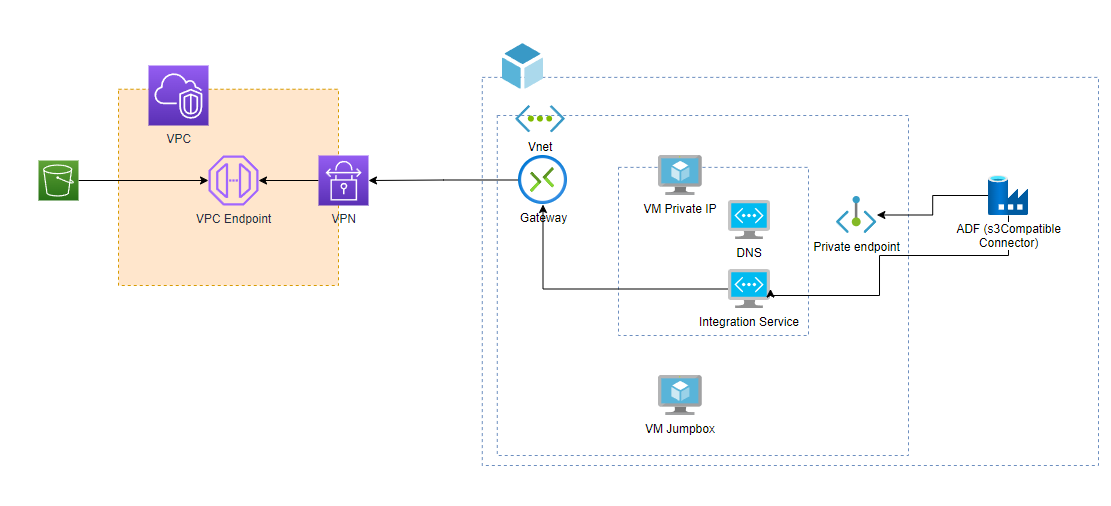 VPC
VPC Endpoint
VPN
Vnet
Gateway
VM Private IP
DNS
Integration Service
VM Jumpbox
Private endpoint
ADF (s3Compatible
Connector)